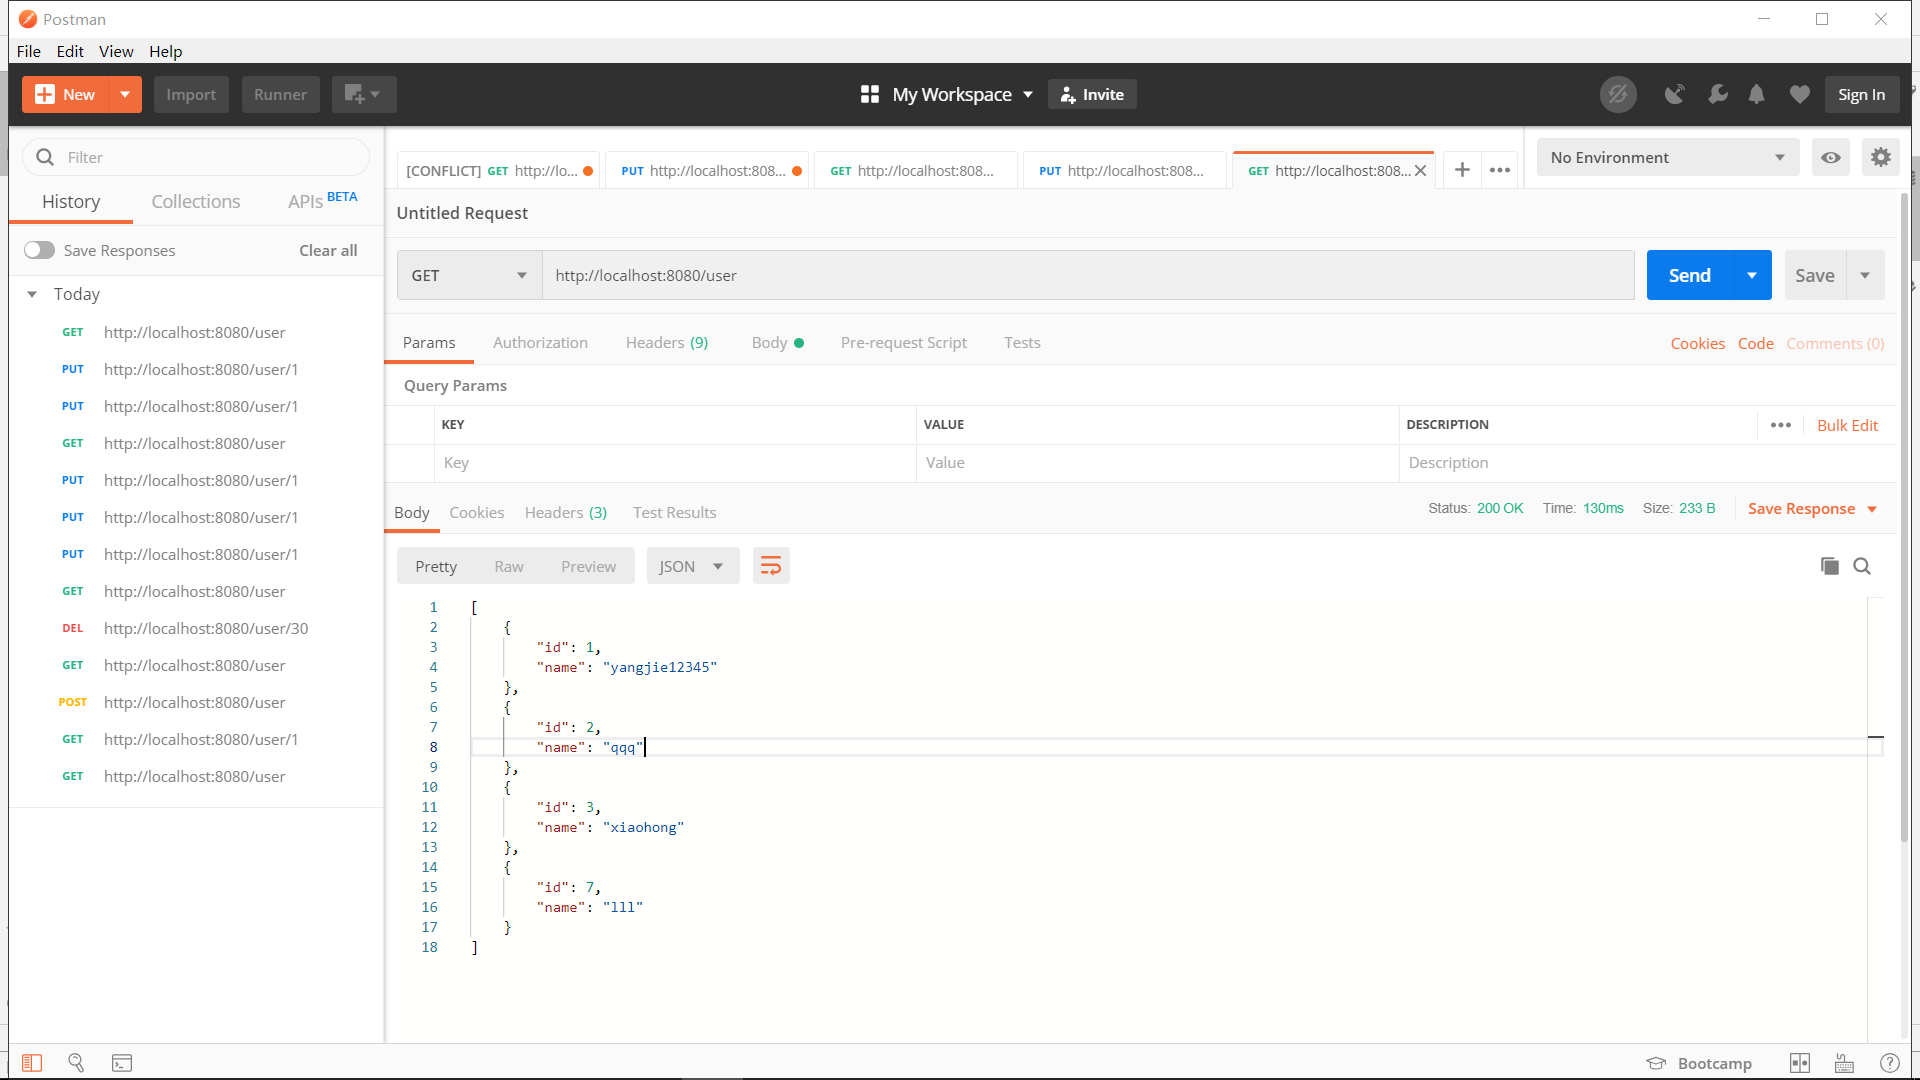 Postman
File Edit View Help
New Import Runner My Workspace Invite Sign In
Filter
History Collections APIs BETA
Save Responses Clear all
Today
GET http://localhost:8080/user
PUT http://localhost:8080/user/1
PUT http://localhost:8080/user/1
GET http://localhost:8080/user
PUT http://localhost:8080/user/1
PUT http://localhost:8080/user/1
PUT http://localhost:8080/user/1
GET http://localhost:8080/user
DEL http://localhost:8080/user/30
GET http://localhost:8080/user
POST http://localhost:8080/user
GET http://localhost:8080/user/1
GET http://localhost:8080/user
[CONFLICT] GET http://lo... PUT http://localhost:808... GET http://localhost:808... PUT http://localhost:808... GET http://localhost:808... No Environment
Untitled Request
GET http://localhost:8080/user Send Save
Params Authorization Headers (9) Body Pre-request Script Tests Cookies Code Comments (0)
Query Params
KEY VALUE DESCRIPTION Bulk Edit
Key Value Description
Body Cookies Headers (3) Test Results Status: 200 OK Time: 130ms Size: 233 B Save Response
Pretty Raw Preview JSON
1 [
2 {
3 "id": 1,
4 "name": "yangjie12345"
5 },
6 {
7 "id": 2,
8 "name": "qqq"
9 },
10 {
11 "id": 3,
12 "name": "xiaohong"
13 },
14 {
15 "id": 7,
16 "name": "lll"
17 }
18 ]
Bootcamp